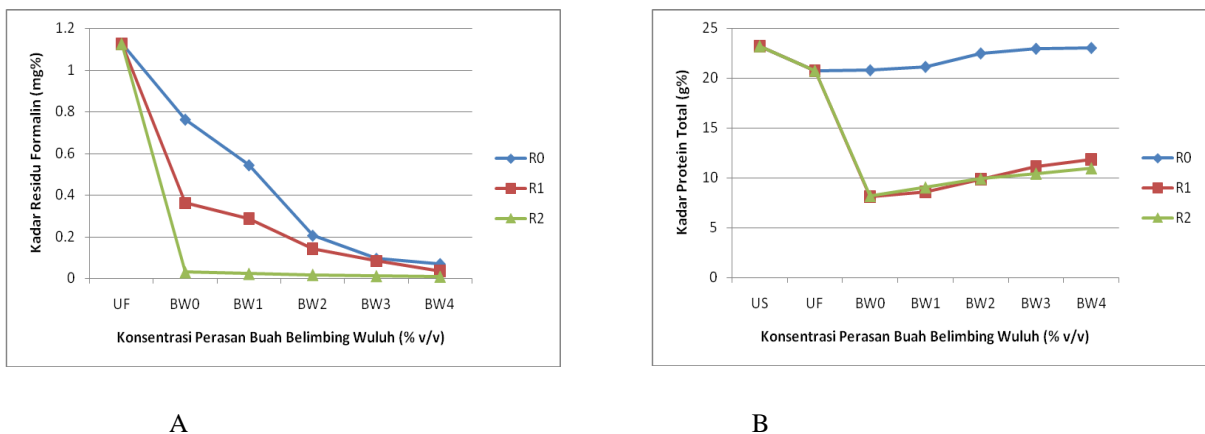 1.2
1
0.8
0.6
0.4
0.2
0
Kadar Residu Formalin (mg%)
UF BW0 BW1 BW2 BW3 BW4
Konsentrasi Perasan Buah Belimbing Wuluh (% v/v)
R0
R1
R2
A
25
20
15
10
5
0
Kadar Protein Total (g%)
US UF BW0 BW1 BW2 BW3 BW4
Konsentrasi Perasan Buah Belimbing Wuluh (% v/v)
R0
R1
R2
B